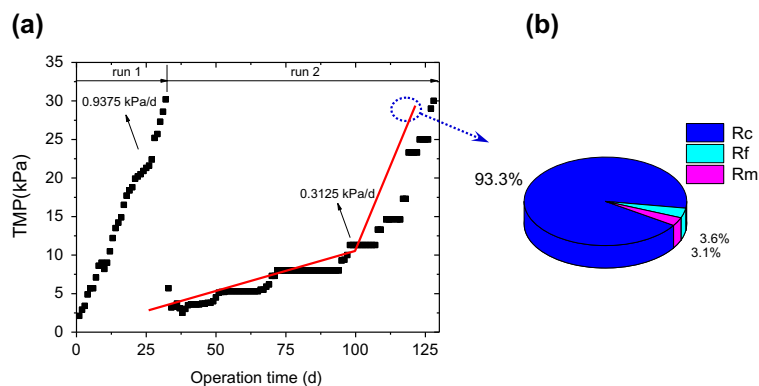 (a)
(b)
run 1
run 2
0.9375 kPa/d
0.3125 kPa/d
TMP(kPa)
35
30
25
20
15
10
5
0
0
25
50
75
100
125
Operation time (d)
Rc
Rf
Rm
93.3%
3.6%
3.1%